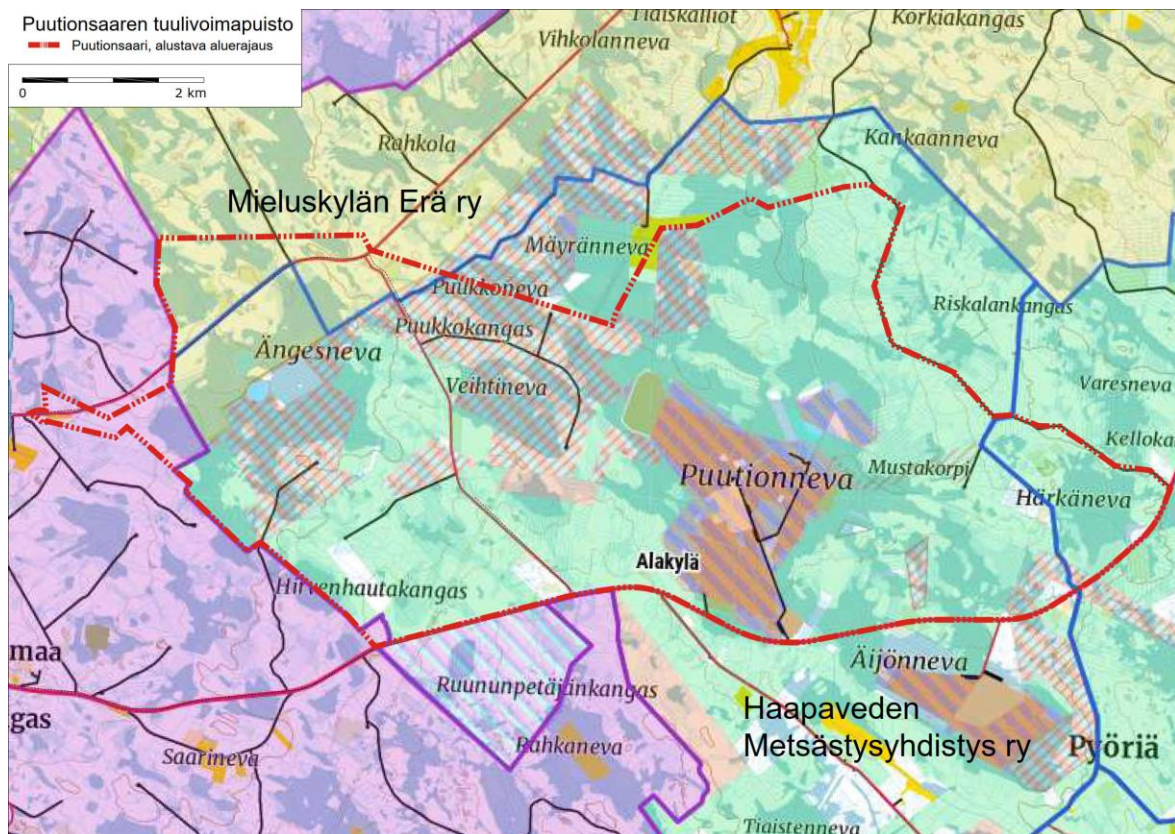 Puutionsaaren tuulivoimapuisto
Puutionsaari, alustava aluerajaus
0 2 km
Tiaiskalliot
Korkiakangas
Vihkolanneva
Rahkola
Kankaanneva
Mieluskylän Erä ry
Mäyränneva
Puukkoneva
Riskalankangas
Puukkokangas
Ängesneva
Veihtineva
Varesneva
Kelloka
Puutionneva
Mustakorpi
Härkäneva
Alakylä
Hirvenhautakangas
maa
Äijönneva
Ruununpetäjänkangas
gas
Haapaveden
Metsästysyhdistys ry
Pyöriä
Saarineva
Rahkaneva
Tiaistenneva